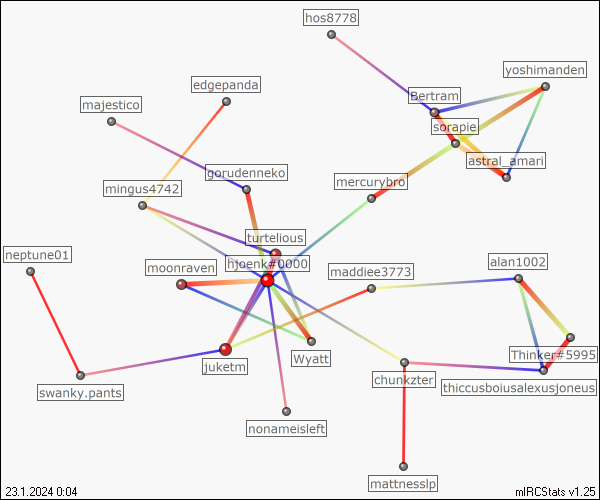 hos8778
yoshimanden
edgepanda
Bertram
majestico
sorapie
astral_amari
gorudenneko
mercurybro
mingus4742
turtelious
neptune01
hjoenk#0000
alan1002
moonraven
maddiee3773
Wyatt
Thinker#5995
juketm
chunkzter
thiccusboiusalexusjoneus
swanky.pants
nonameisleft
mattnesslp
23.1.2024 0:04
mIRCStats v1.25